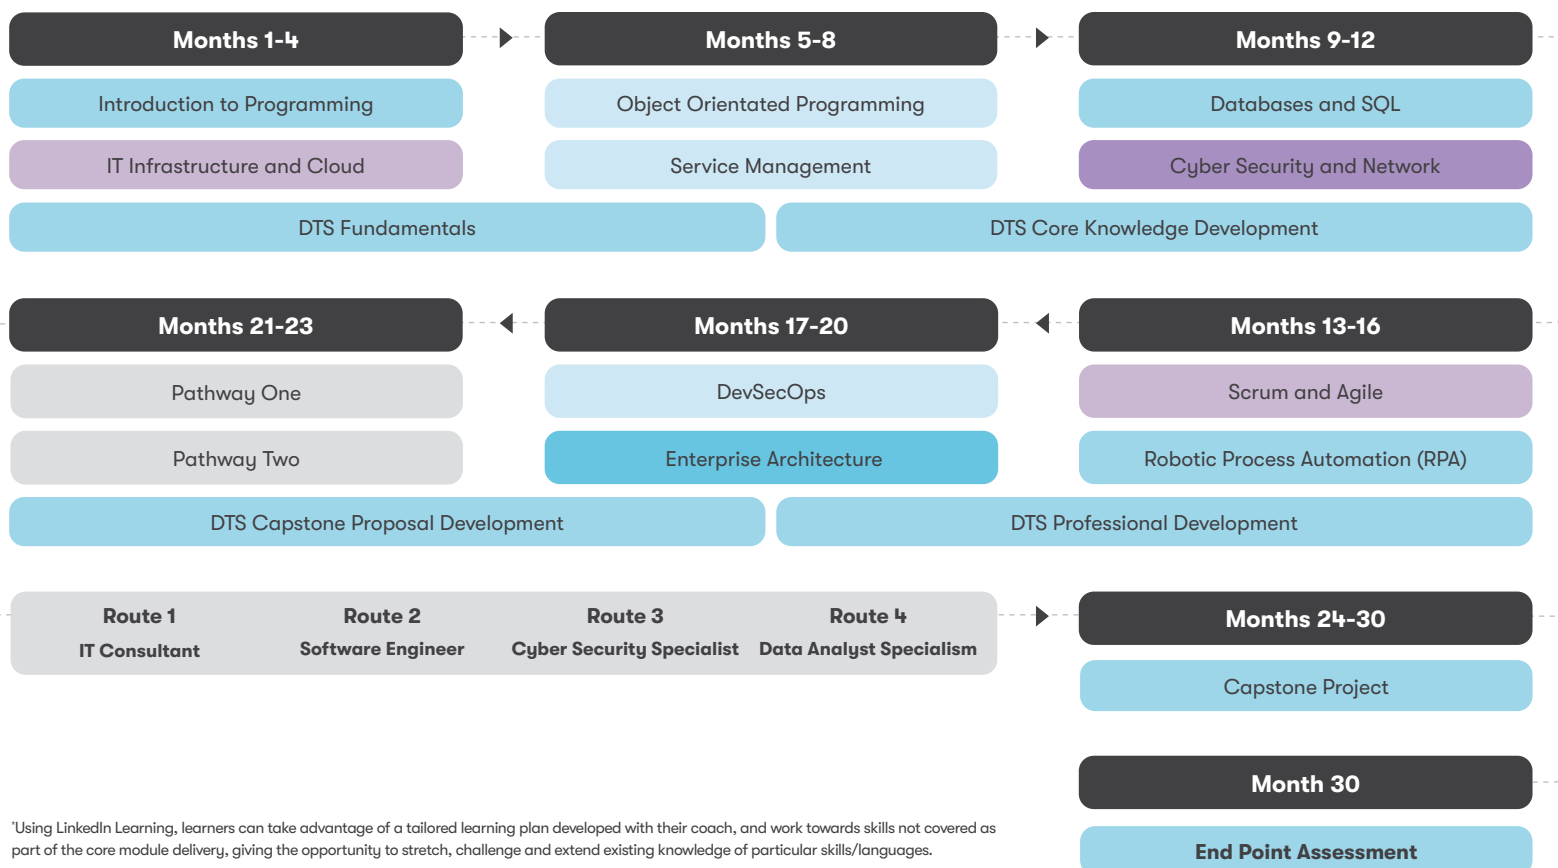 Months 1-4
Months 5-8
Months 9-12
Introduction to Programming
Object Orientated Programming
Databases and SQL
IT Infrastructure and Cloud
Service Management
Cyber Security and Network
DTS Fundamentals
DTS Core Knowledge Development
Months 21-23
Months 17-20
Months 13-16
Pathway One
DevSecOps
Scrum and Agile
Pathway Two
Enterprise Architecture
Robotic Process Automation (RPA)
DTS Capstone Proposal Development
DTS Professional Development
Route 1
IT Consultant
Route 2
Software Engineer
Route 3
Cyber Security Specialist
Route 4
Data Analyst Specialism
Months 24-30
Capstone Project
Month 30
End Point Assessment
*Using LinkedIn Learning, learners can take advantage of a tailored learning plan developed with their coach, and work towards skills not covered as
part of the core module delivery, giving the opportunity to stretch, challenge and extend existing knowledge of particular skills/languages.